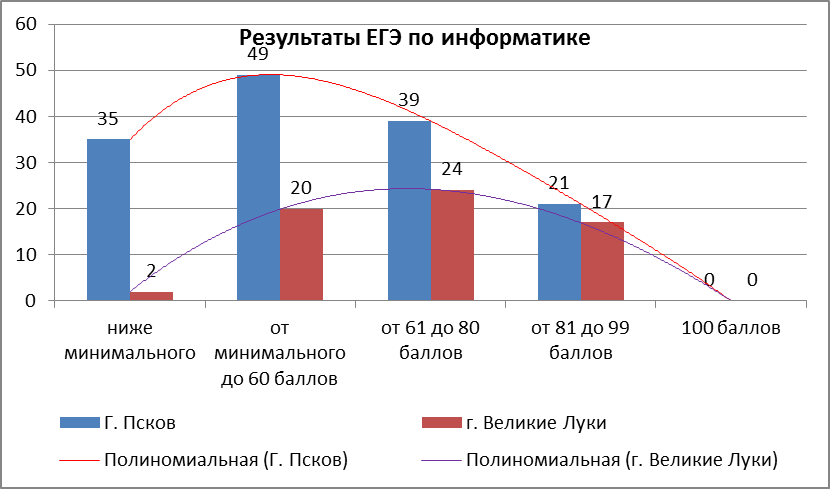 Результаты ЕГЭ по информатике
60
50
40
30
20
10
0
35
49
39
21
0
2
20
24
17
0
ниже
минимального
от
минимального
до 60 баллов
от 61 до 80
баллов
от 81 до 99
баллов
100 баллов
Г. Псков
г. Великие Луки
Полиномиальная (Г. Псков)
Полиномиальная (г. Великие Луки)